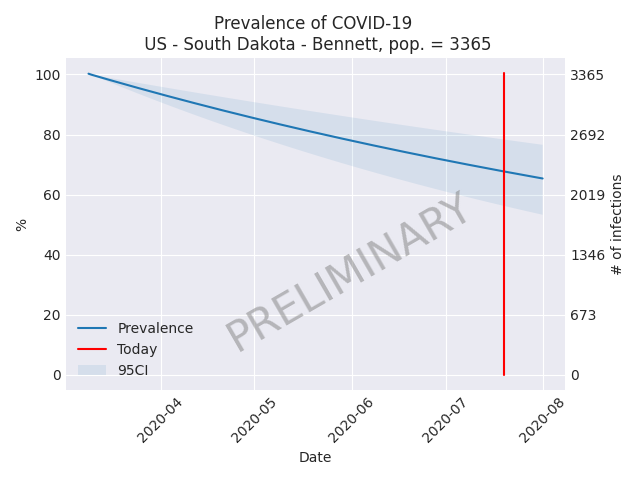 Prevalence of COVID-19
US - South Dakota - Bennett, pop. = 3365
100
80
60
40
20
0
%
3365
2692
2019
1346
673
0
# of infections
PRELIMINARY
Prevalence
Today
95CI
2020-04
2020-05
2020-06
2020-07
2020-08
Date